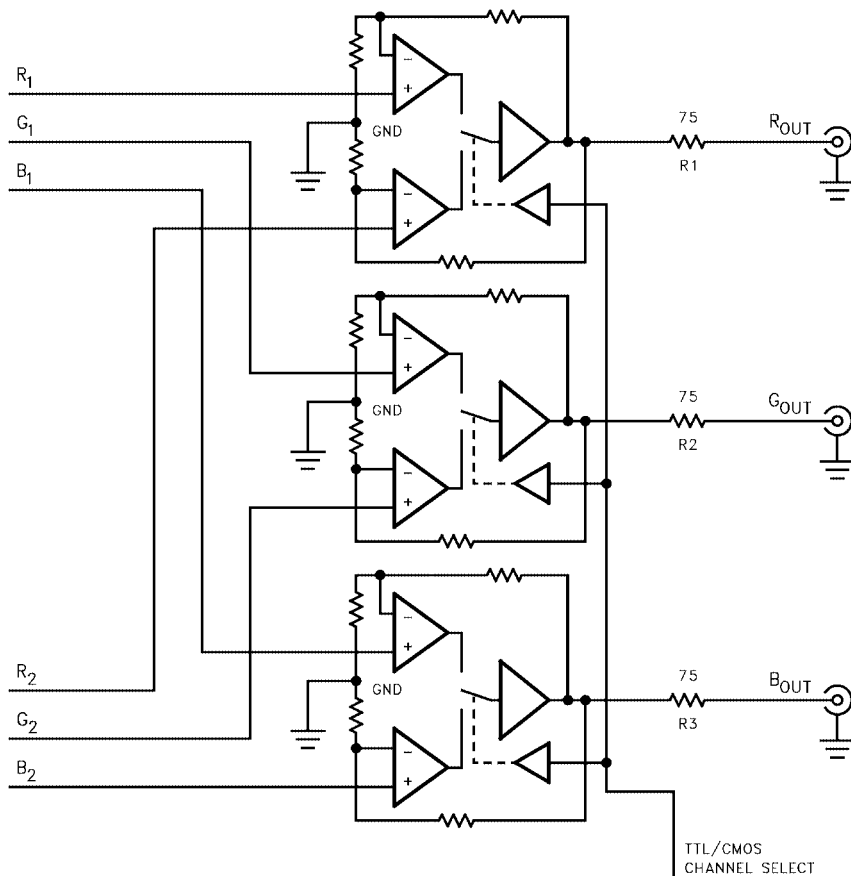 R1
G1
B1
GND
75
R1
ROUT
GND
75
R2
GOUT
R2
G2
B2
GND
75
R3
BOUT
TTL/CMOS
CHANNEL SELECT